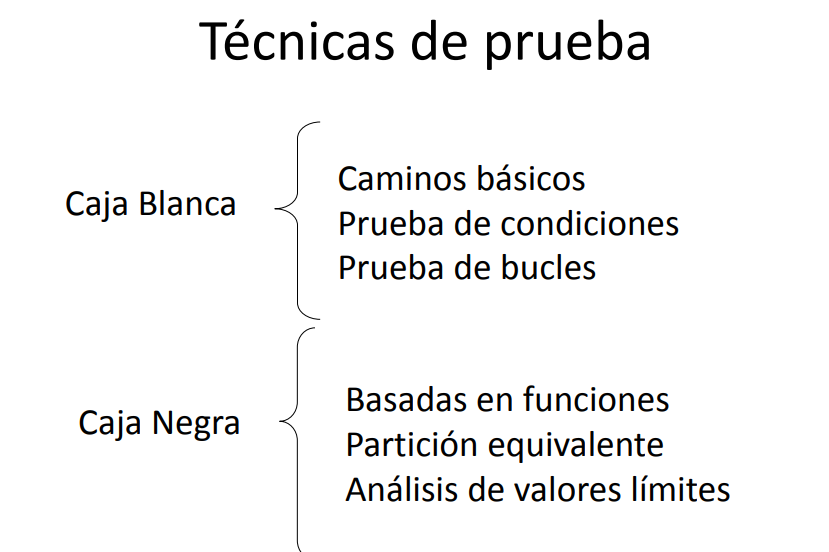 Técnicas de prueba
Caja Blanca
Caminos básicos
Prueba de condiciones
Prueba de bucles
Caja Negra
Basadas en funciones
Partición equivalente
Análisis de valores límites